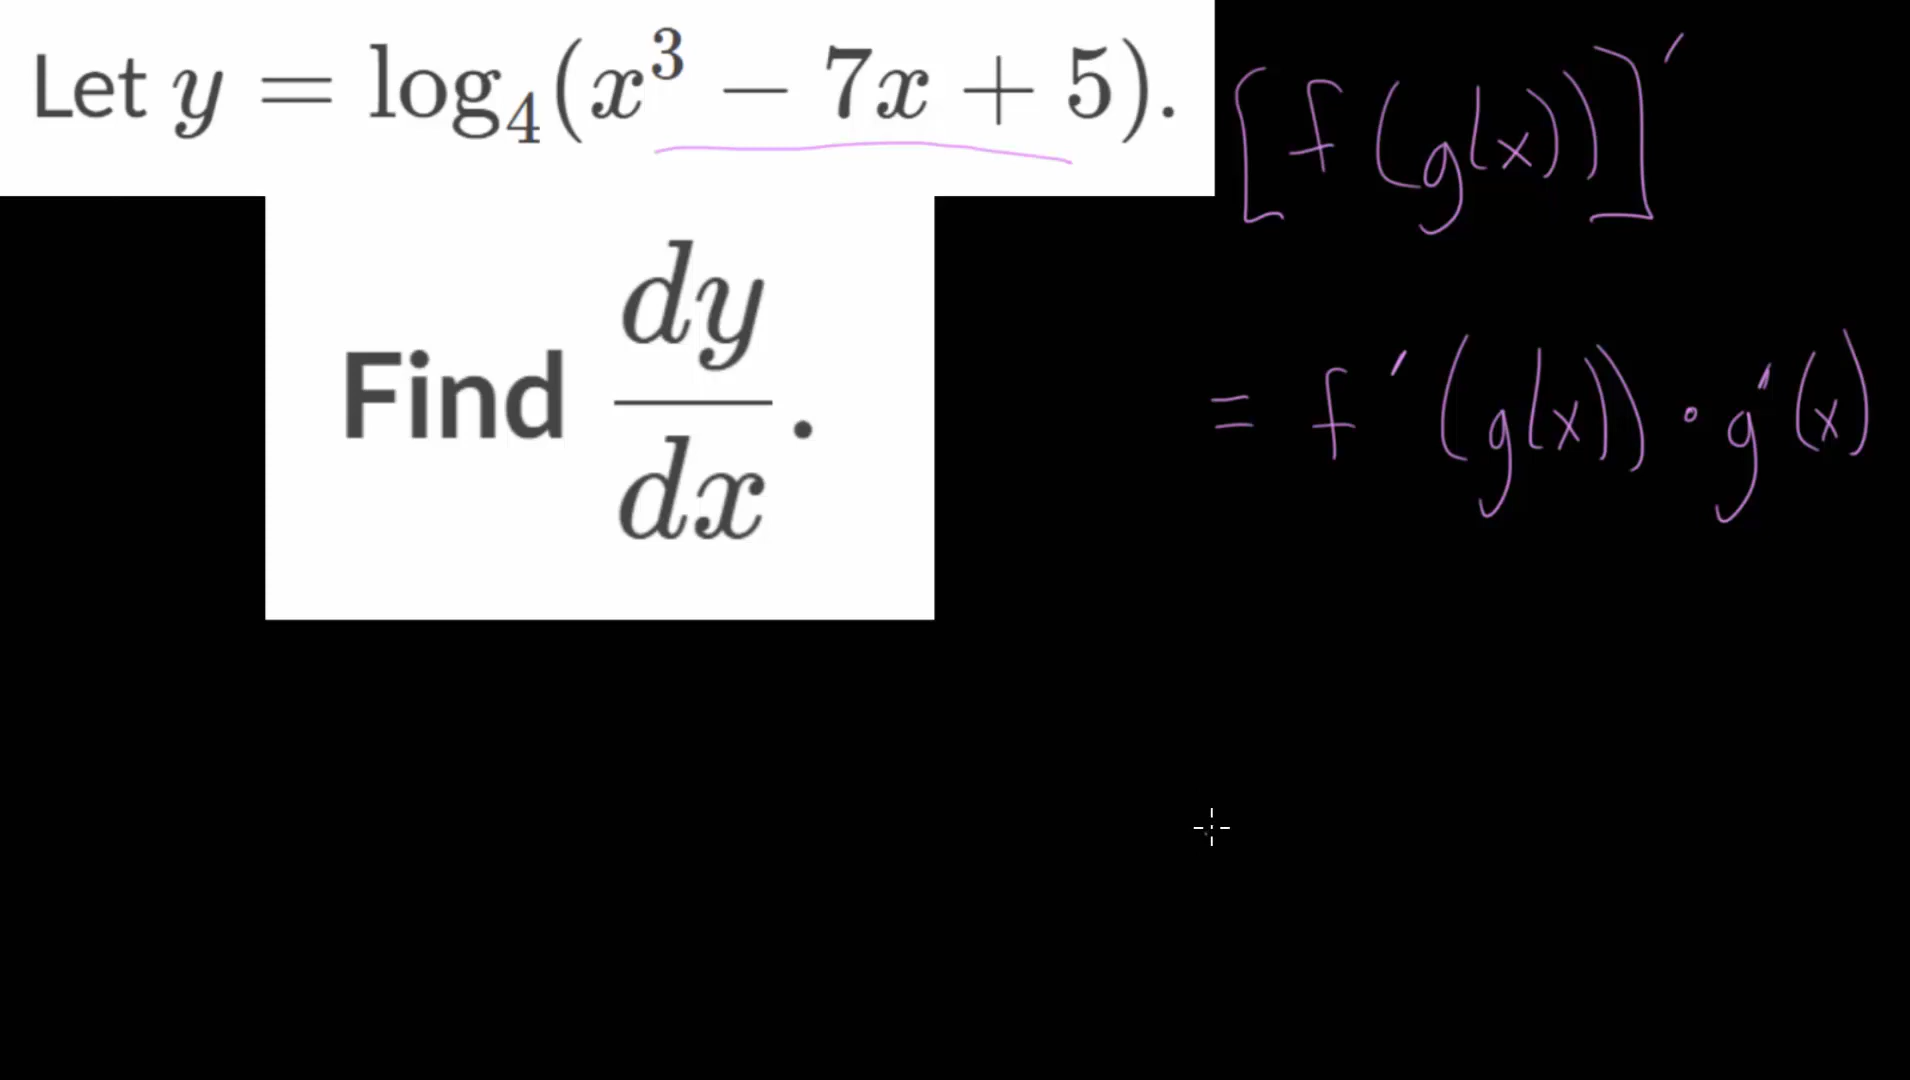 Let y = log₄(x³ − 7x + 5).
[f(g(x))]′
Find dy/dx.
= f′(g(x)) · g′(x)